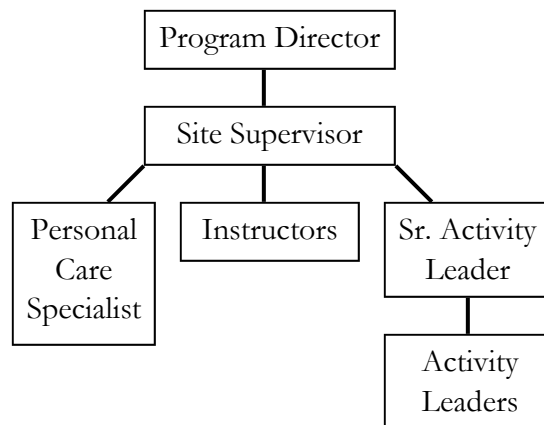 Program Director
Site Supervisor
Personal
Care
Specialist
Instructors
Sr. Activity
Leader
Activity
Leaders